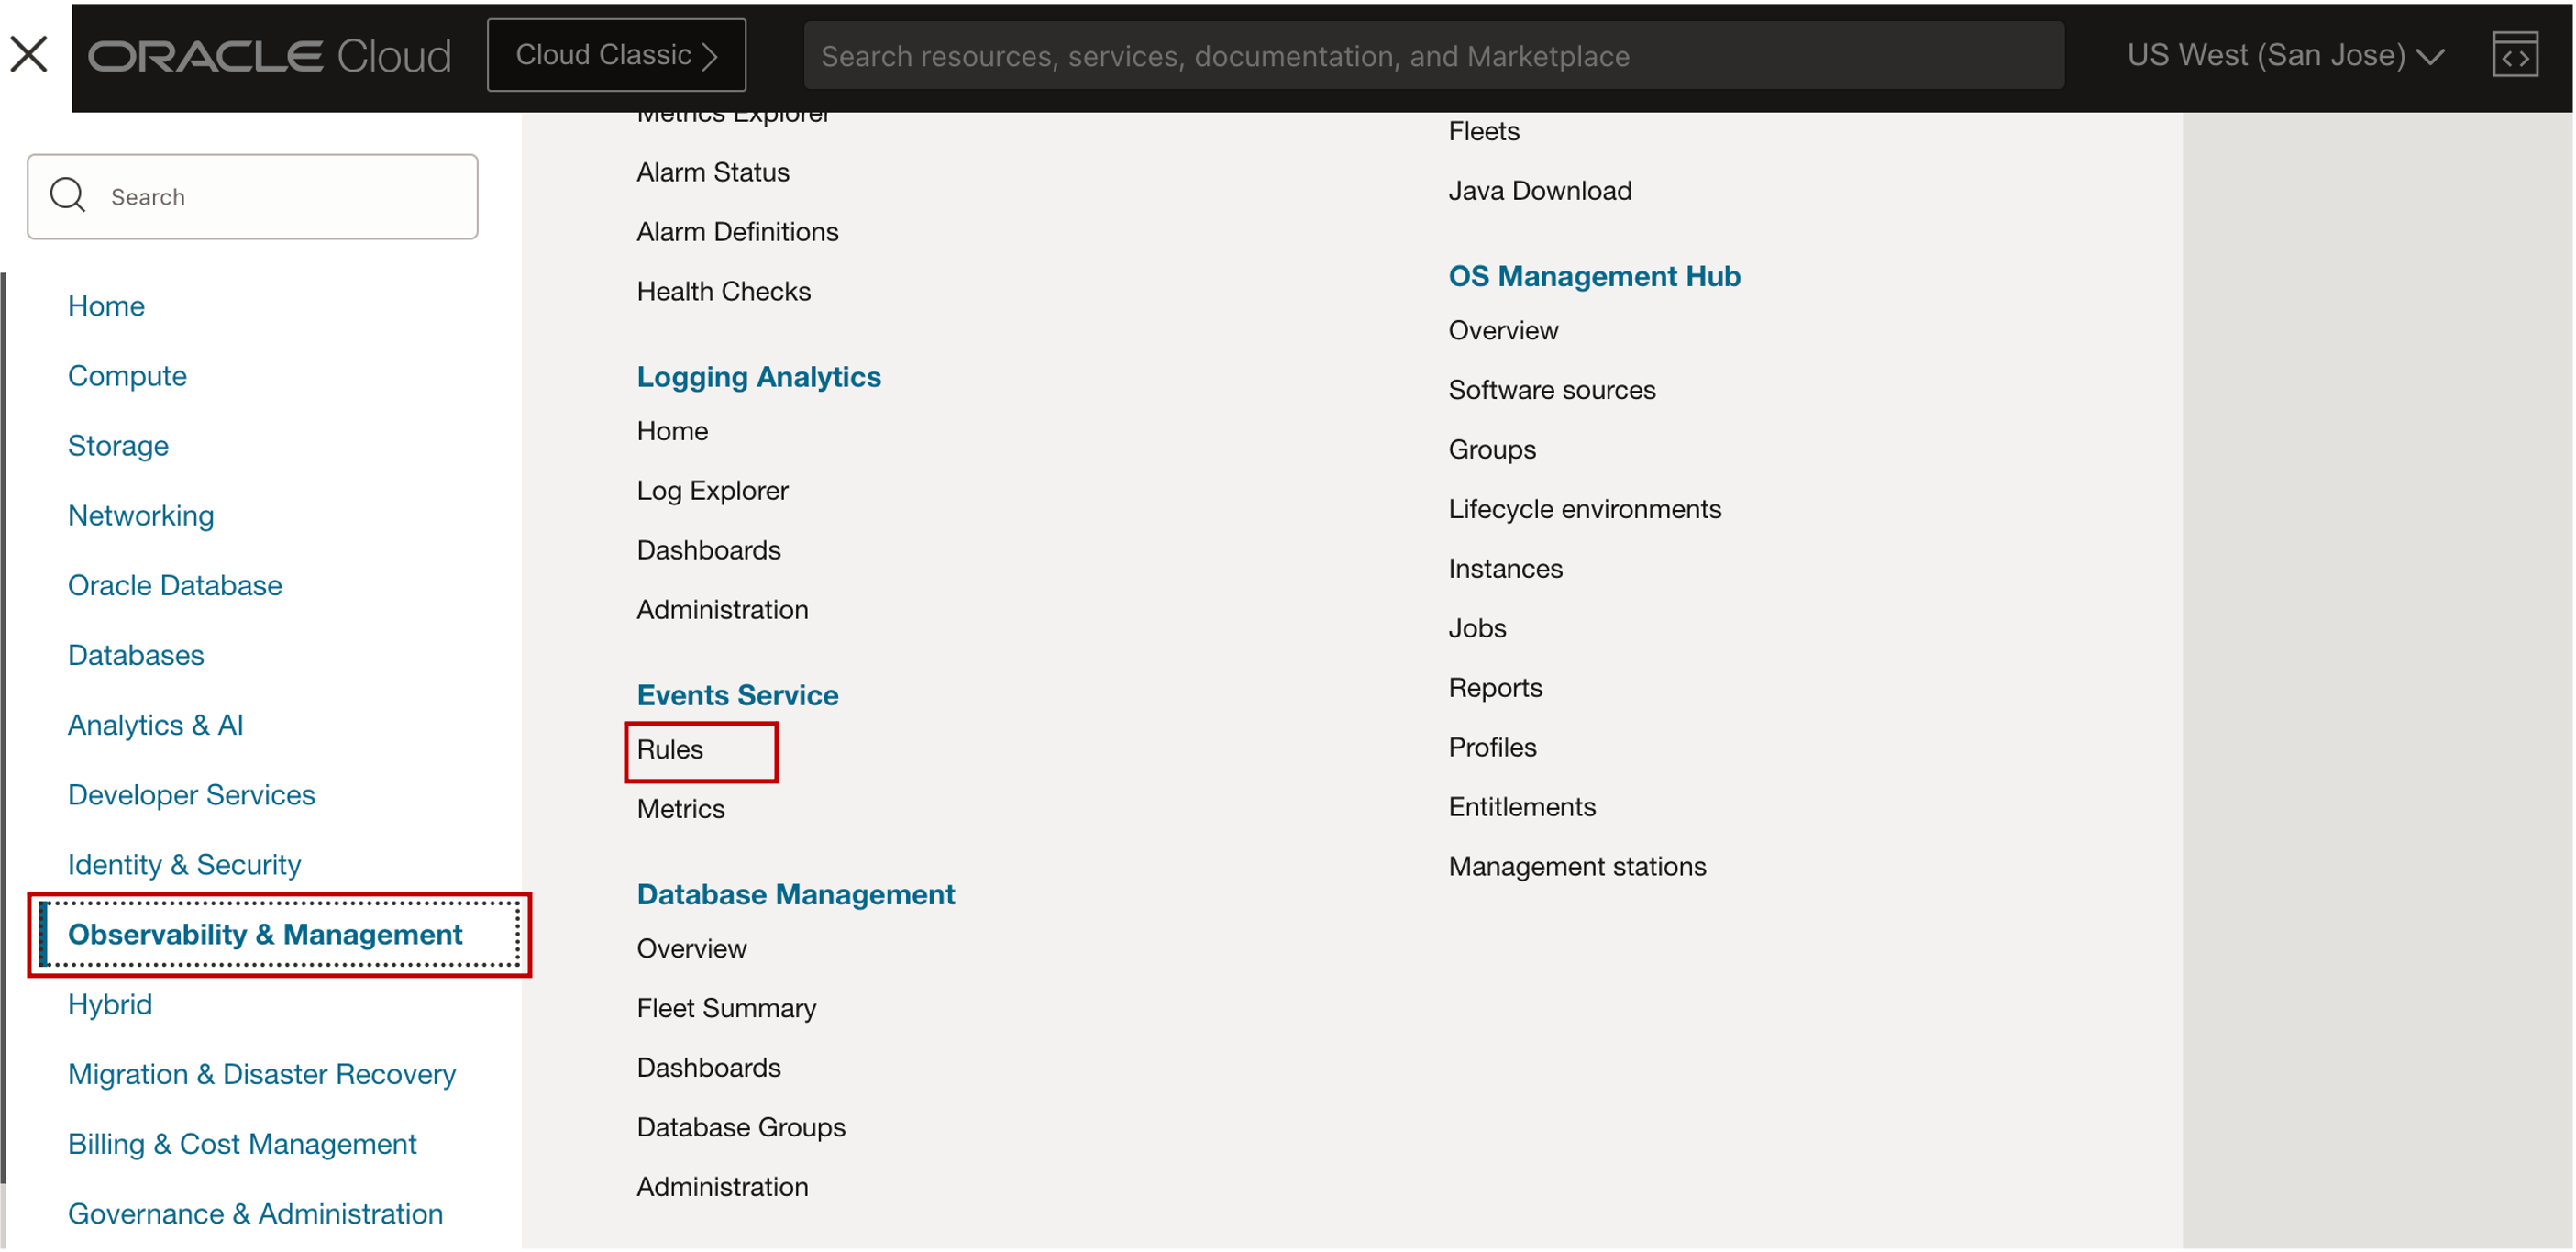 ORACLE Cloud
Cloud Classic
Search resources, services, documentation, and Marketplace
US West (San Jose)
Search
Home
Compute
Storage
Networking
Oracle Database
Databases
Analytics & AI
Developer Services
Identity & Security
Observability & Management
Hybrid
Migration & Disaster Recovery
Billing & Cost Management
Governance & Administration
Metrics Explorer
Alarm Status
Alarm Definitions
Health Checks
Logging Analytics
Home
Log Explorer
Dashboards
Administration
Events Service
Rules
Metrics
Database Management
Overview
Fleet Summary
Dashboards
Database Groups
Administration
Fleets
Java Download
OS Management Hub
Overview
Software sources
Groups
Lifecycle environments
Instances
Jobs
Reports
Profiles
Entitlements
Management stations